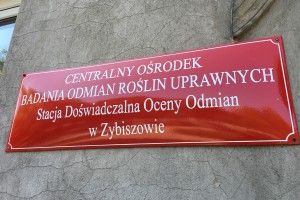 CENTRALNY OŚRODEK
BADANIA ODMIAN ROŚLIN UPRAWNYCH
Stacja Doświadczalna Oceny Odmian
w Zybiszowie